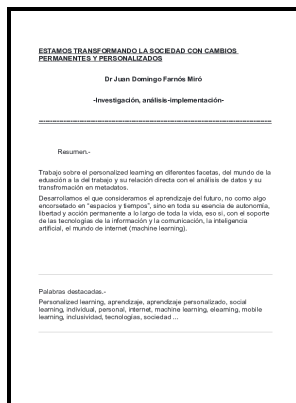 ESTAMOS TRANSFORMANDO LA SOCIEDAD CON CAMBIOS
PERMANENTES Y PERSONALIZADOS
Dr Juan Domingo Farnós Miró
-Investigación, análisis-implementación-
Resumen.-
Trabajo sobre el personalized learning en diferentes facetas, del mundo de la
eduación a la del trabajo y su relación directa con el análisis de datos y su
transfromación en metadatos.
Desarrollamos el que consideramos el aprendizaje del futuro, no como algo
encorsetado en "espacios y tiempos", sino en toda su esencia de autonomía,
libertad y acción permanente a lo largo de toda la vida, eso si, con el soporte
de las tecnologías de la información y la comunicación, la inteligencia
artificial, el mundo de internet (machine learning).
Palabras destacadas.-
Personalized learning, aprendizaje, aprendizaje personalizado, social
learning, individual, personal, internet, machine learning, elearning, mobile
learning, inclusividad, tecnologías, sociedad ...